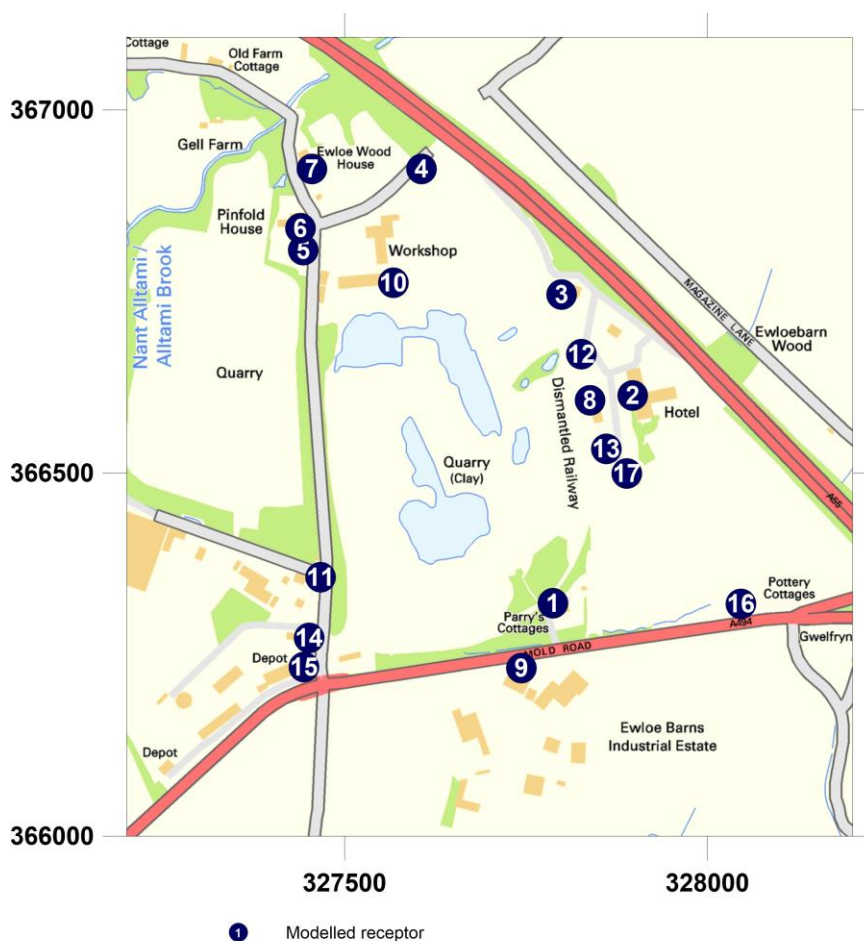 Cottage
Old Farm
Cottage
367000
Gell Farm
Ewloe Wood
House
7
4
Pinfold
House
6
5
Workshop
10
3
MAGAZINE LANE
Ewloebarn
Wood
Nant Alltami /
Alltami Brook
Quarry
12
8
2
Hotel
Dismantled Railway
13
17
366500
Quarry
(Clay)
A55
11
1
16
Pottery
Cottages
Parry's
Cottages
A494
MOLD ROAD
Gwelfryn
14
Depot
15
9
Ewloe Barns
Industrial Estate
Depot
366000
327500
328000
1 Modelled receptor